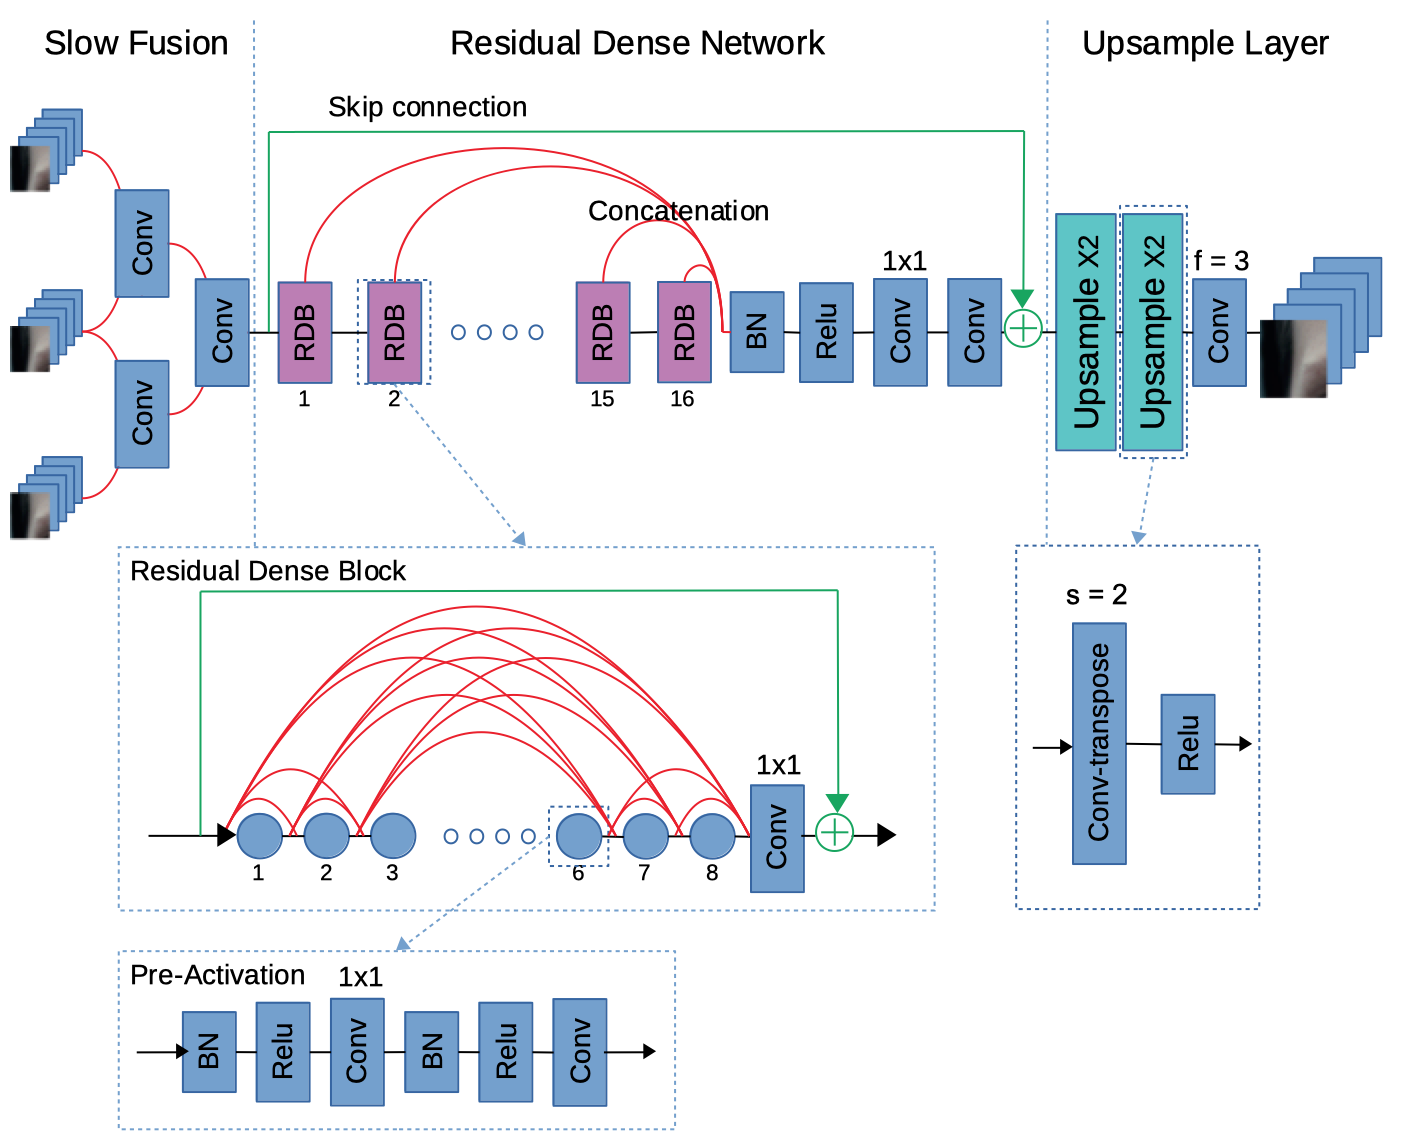 Slow Fusion
Residual Dense Network
Upsample Layer
Skip connection
Concatenation
Conv
Conv
Conv
RDB
1
RDB
2
RDB
15
RDB
16
BN
Relu
1x1
Conv
Conv
Upsample X2
Upsample X2
f = 3
Conv
Residual Dense Block
1
2
3
6
7
8
1x1
Conv
s = 2
Conv-transpose
Relu
Pre-Activation
1x1
BN
Relu
Conv
BN
Relu
Conv